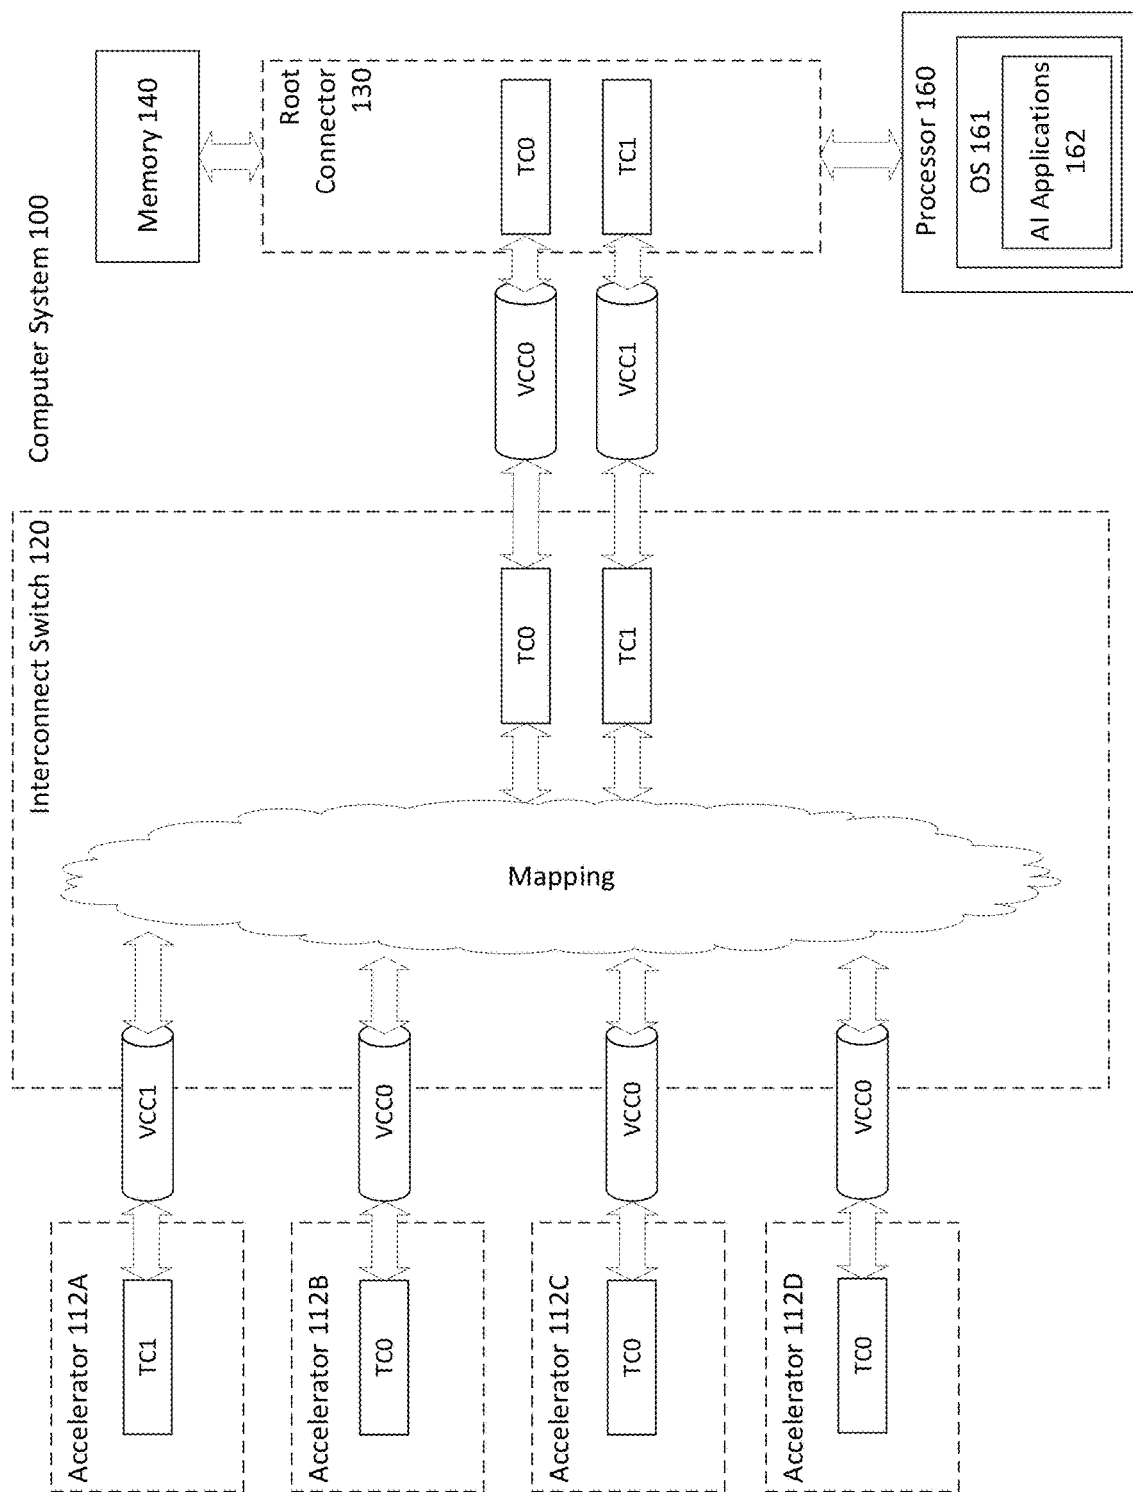 Computer System 100
Accelerator 112A
TC1
VCC1
Accelerator 112B
TC0
VCC0
Accelerator 112C
TC0
VCC0
Accelerator 112D
TC0
VCC0
Interconnect Switch 120
Mapping
TC0
TC1
VCC0
VCC1
Memory 140
Root
Connector
130
TC0
TC1
Processor 160
OS 161
AI Applications
162